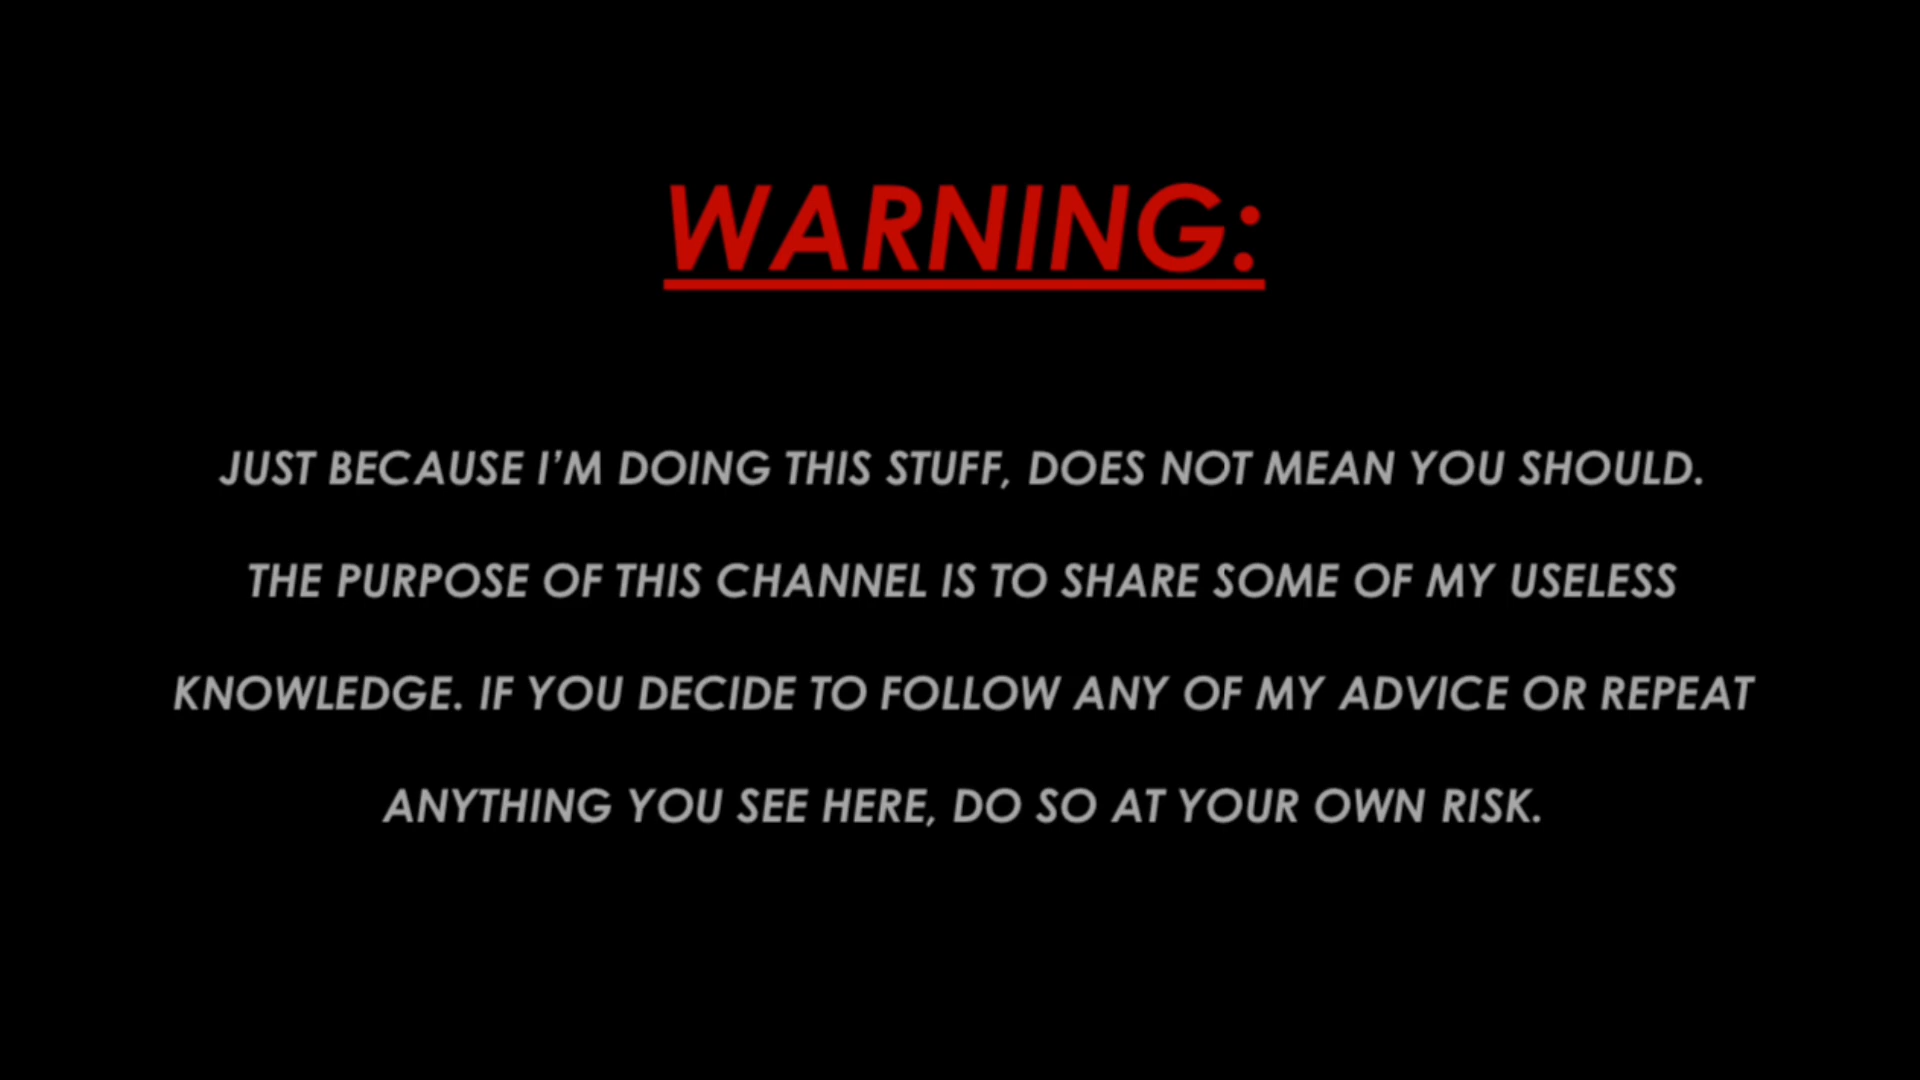 WARNING:
JUST BECAUSE I’M DOING THIS STUFF, DOES NOT MEAN YOU SHOULD.
THE PURPOSE OF THIS CHANNEL IS TO SHARE SOME OF MY USELESS
KNOWLEDGE. IF YOU DECIDE TO FOLLOW ANY OF MY ADVICE OR REPEAT
ANYTHING YOU SEE HERE, DO SO AT YOUR OWN RISK.